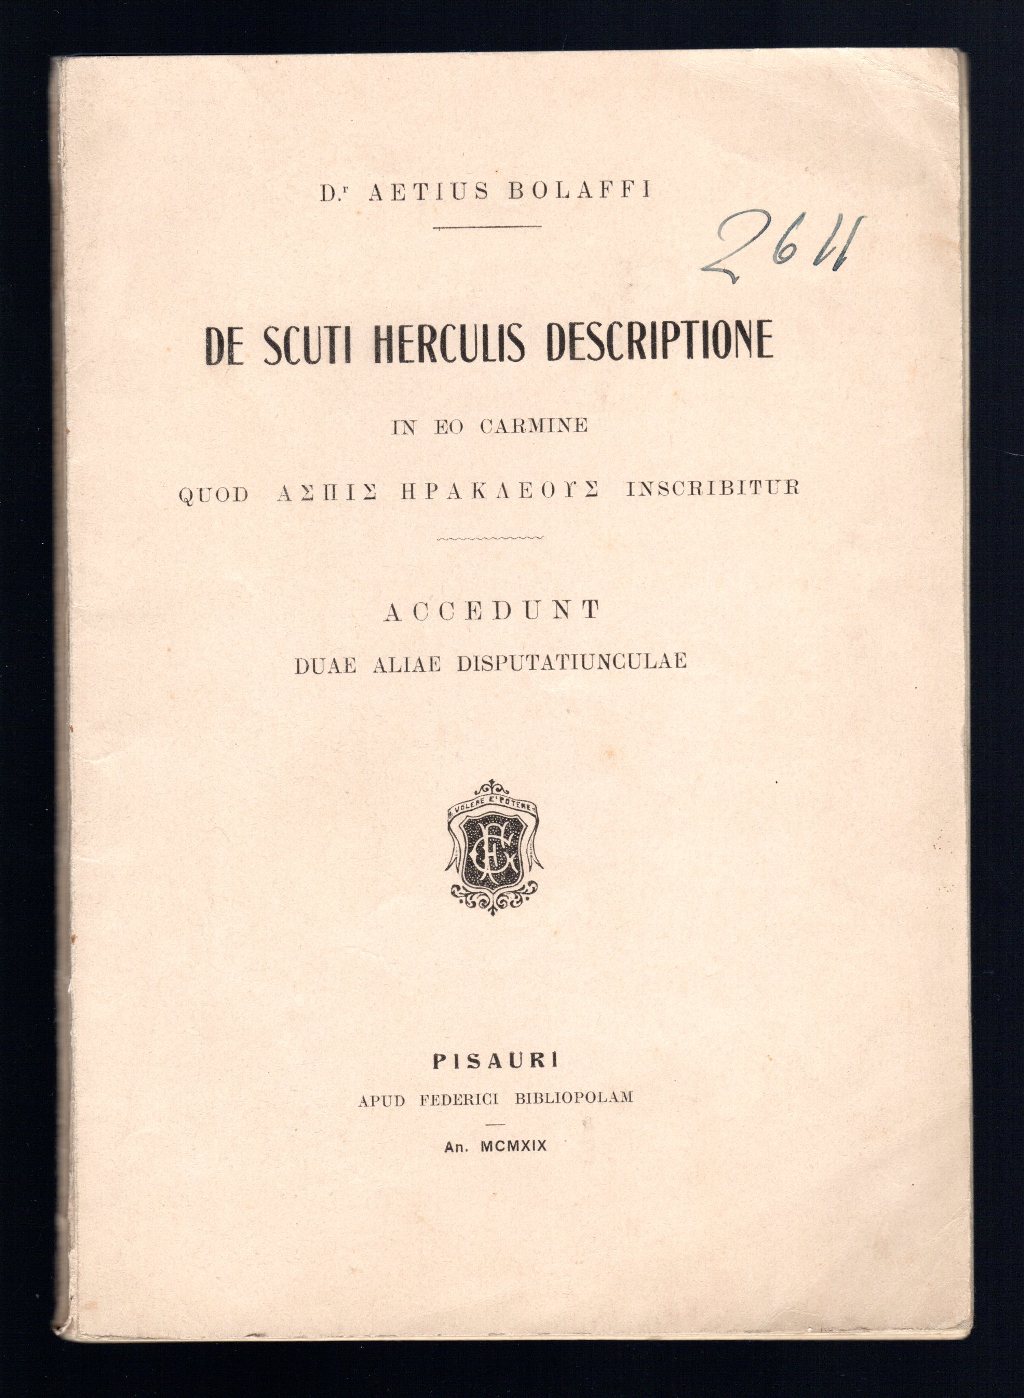 D.r AETIUS BOLAFFI
2611
DE SCUTI HERCULIS DESCRIPTIONE
IN EO CARMINE
QUOD ΑΣΠΙΣ ΗΡΑΚΛΕΟΥΣ INSCRIBITUR
ACCEDUNT
DUAE ALIAE DISPUTATIUNCULAE
VOLERE E' POTERE
PISAURI
APUD FEDERICI BIBLIOPOLAM
An. MCMXIX